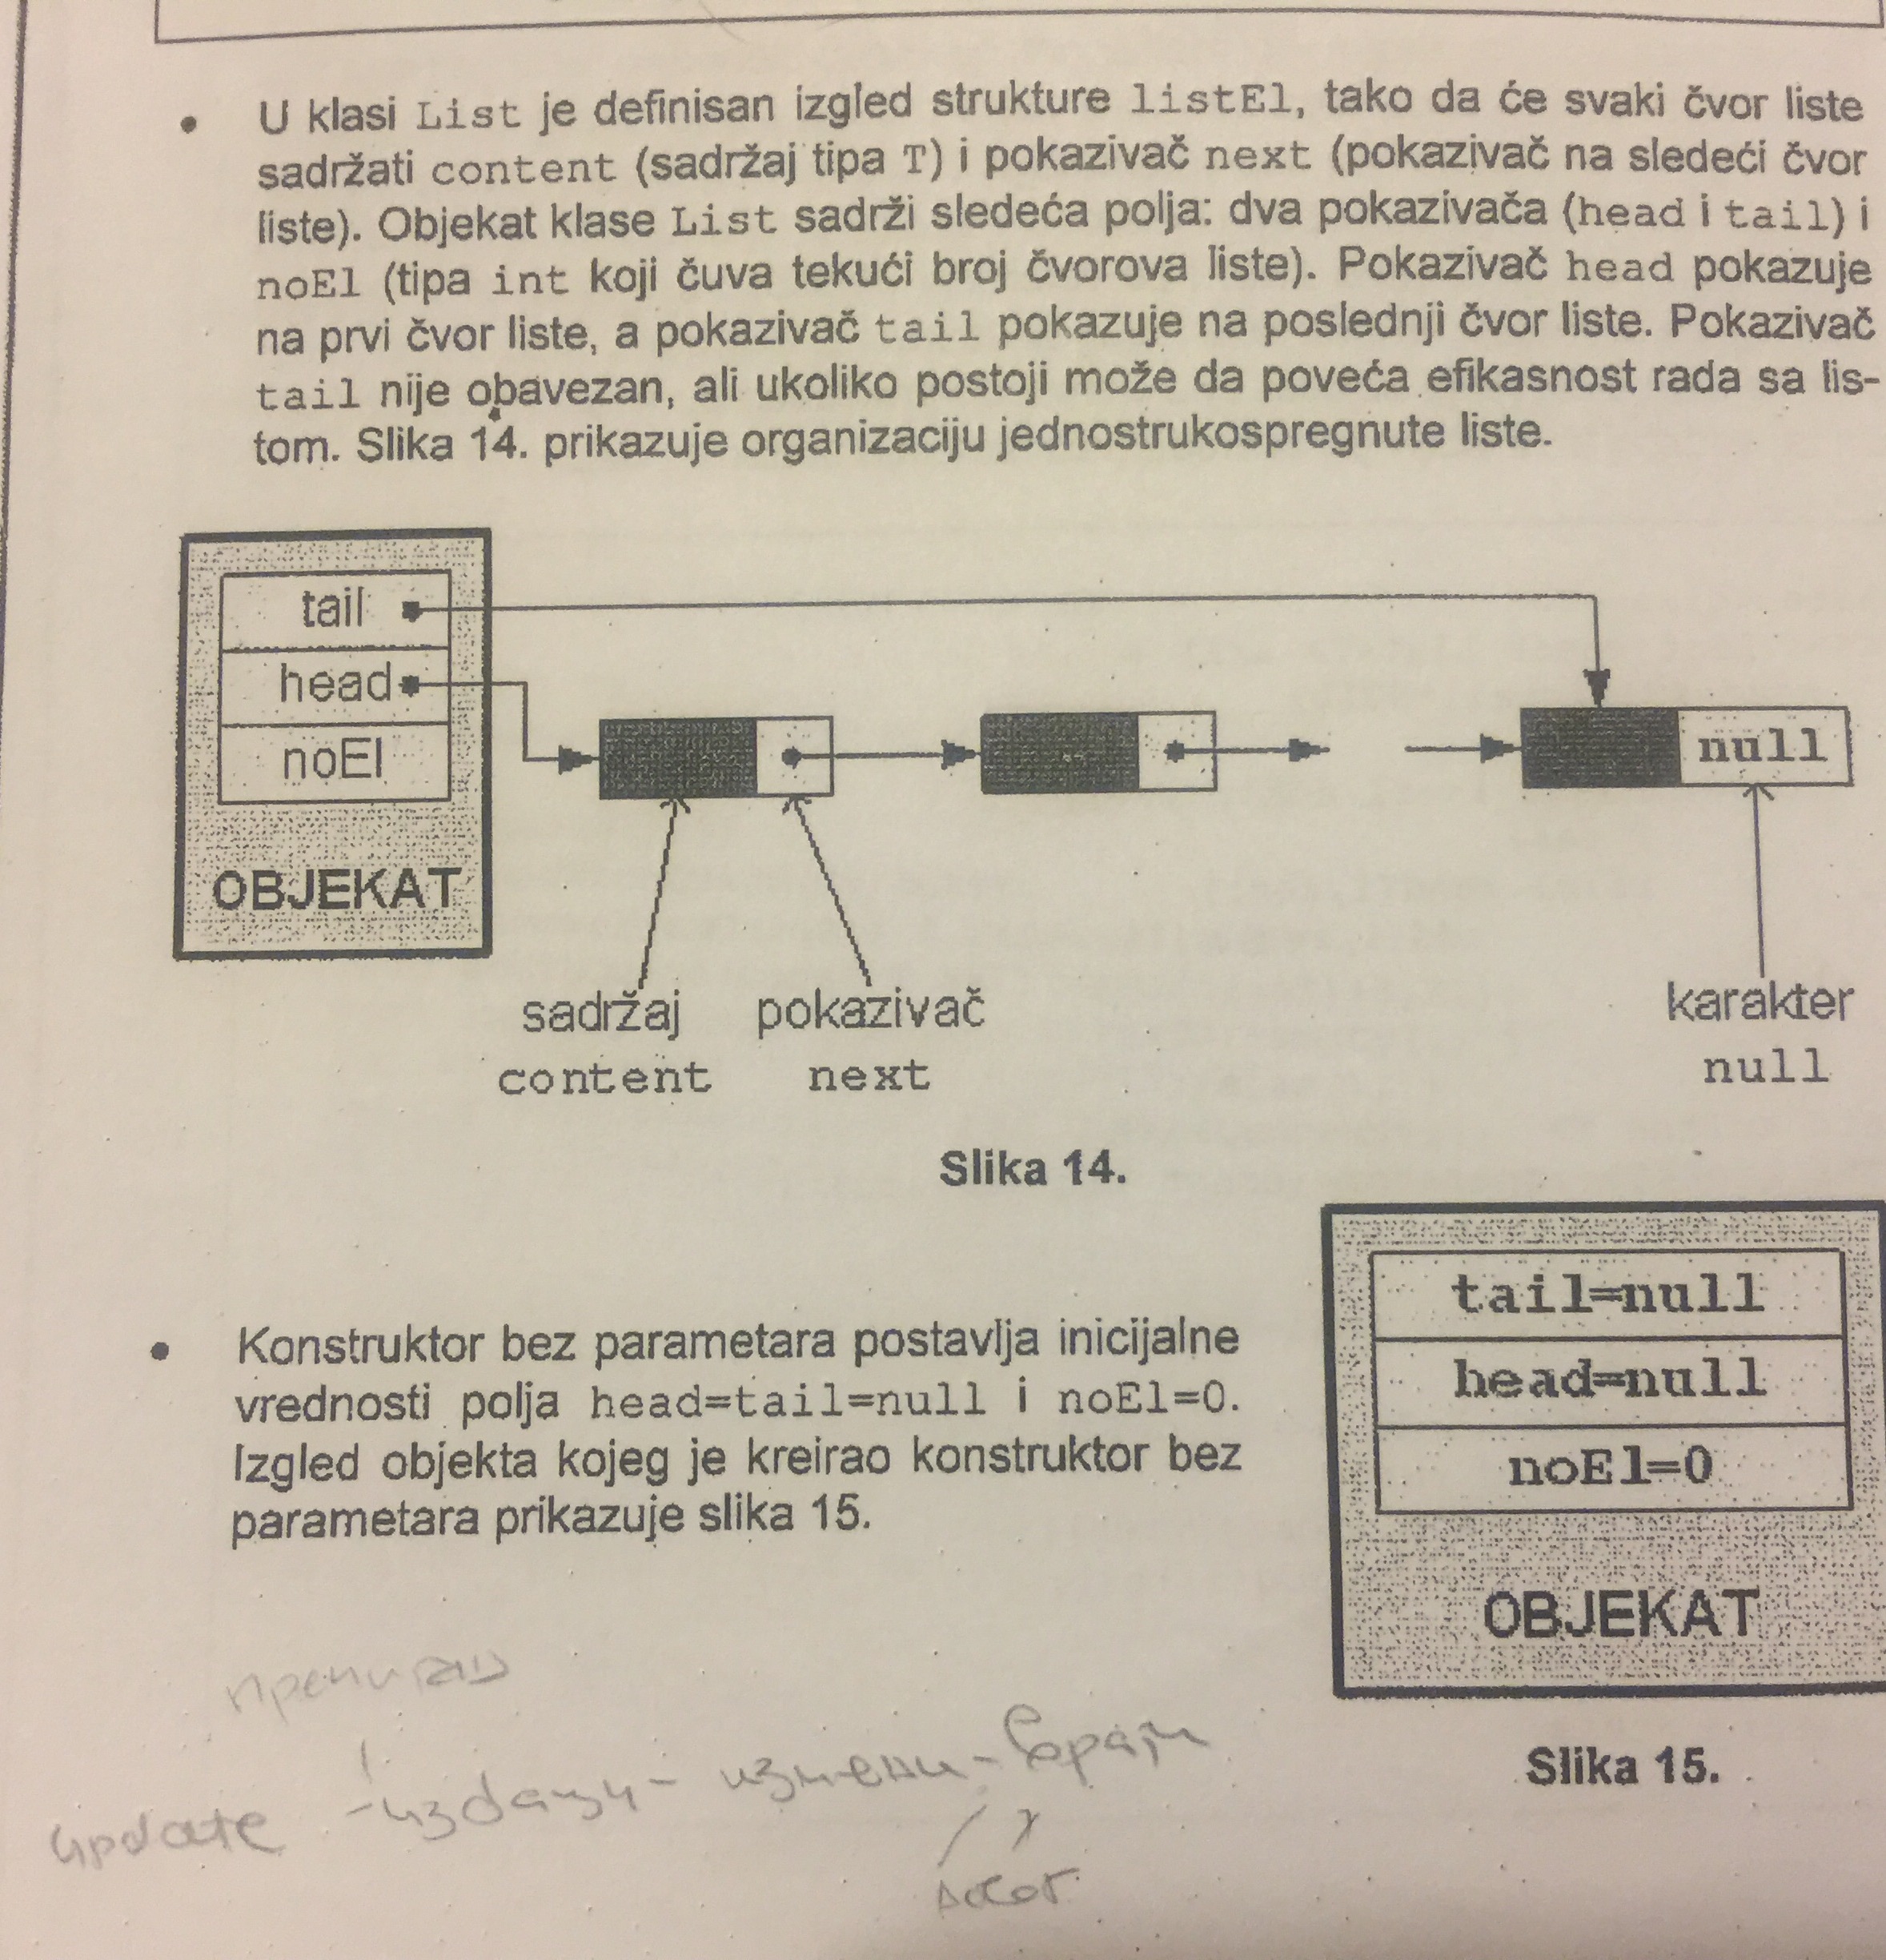 • U klasi List je definisan izgled strukture listEl, tako da će svaki čvor liste
sadržati content (sadržaj tipa T) i pokazivač next (pokazivač na sledeći čvor
liste). Objekat klase List sadrži sledeća polja: dva pokazivača (head i tail) i
noEl (tipa int koji čuva tekući broj čvorova liste). Pokazivač head pokazuje
na prvi čvor liste, a pokazivač tail pokazuje na poslednji čvor liste. Pokazivač
tail nije obavezan, ali ukoliko postoji može da poveća efikasnost rada sa lis-
tom. Slika 14. prikazuje organizaciju jednostrukospregnute liste.
tail
head
noEl
null
OBJEKAT
sadržaj pokazivač
content next
karakter
null
Slika 14.
• Konstruktor bez parametara postavlja inicijalne
vrednosti polja head=tail=null i noEl=0.
Izgled objekta kojeg je kreirao konstruktor bez
parametara prikazuje slika 15.
tail=null
head=null
noEl=0
OBJEKAT
Slika 15.
update - издвази - измени - врати